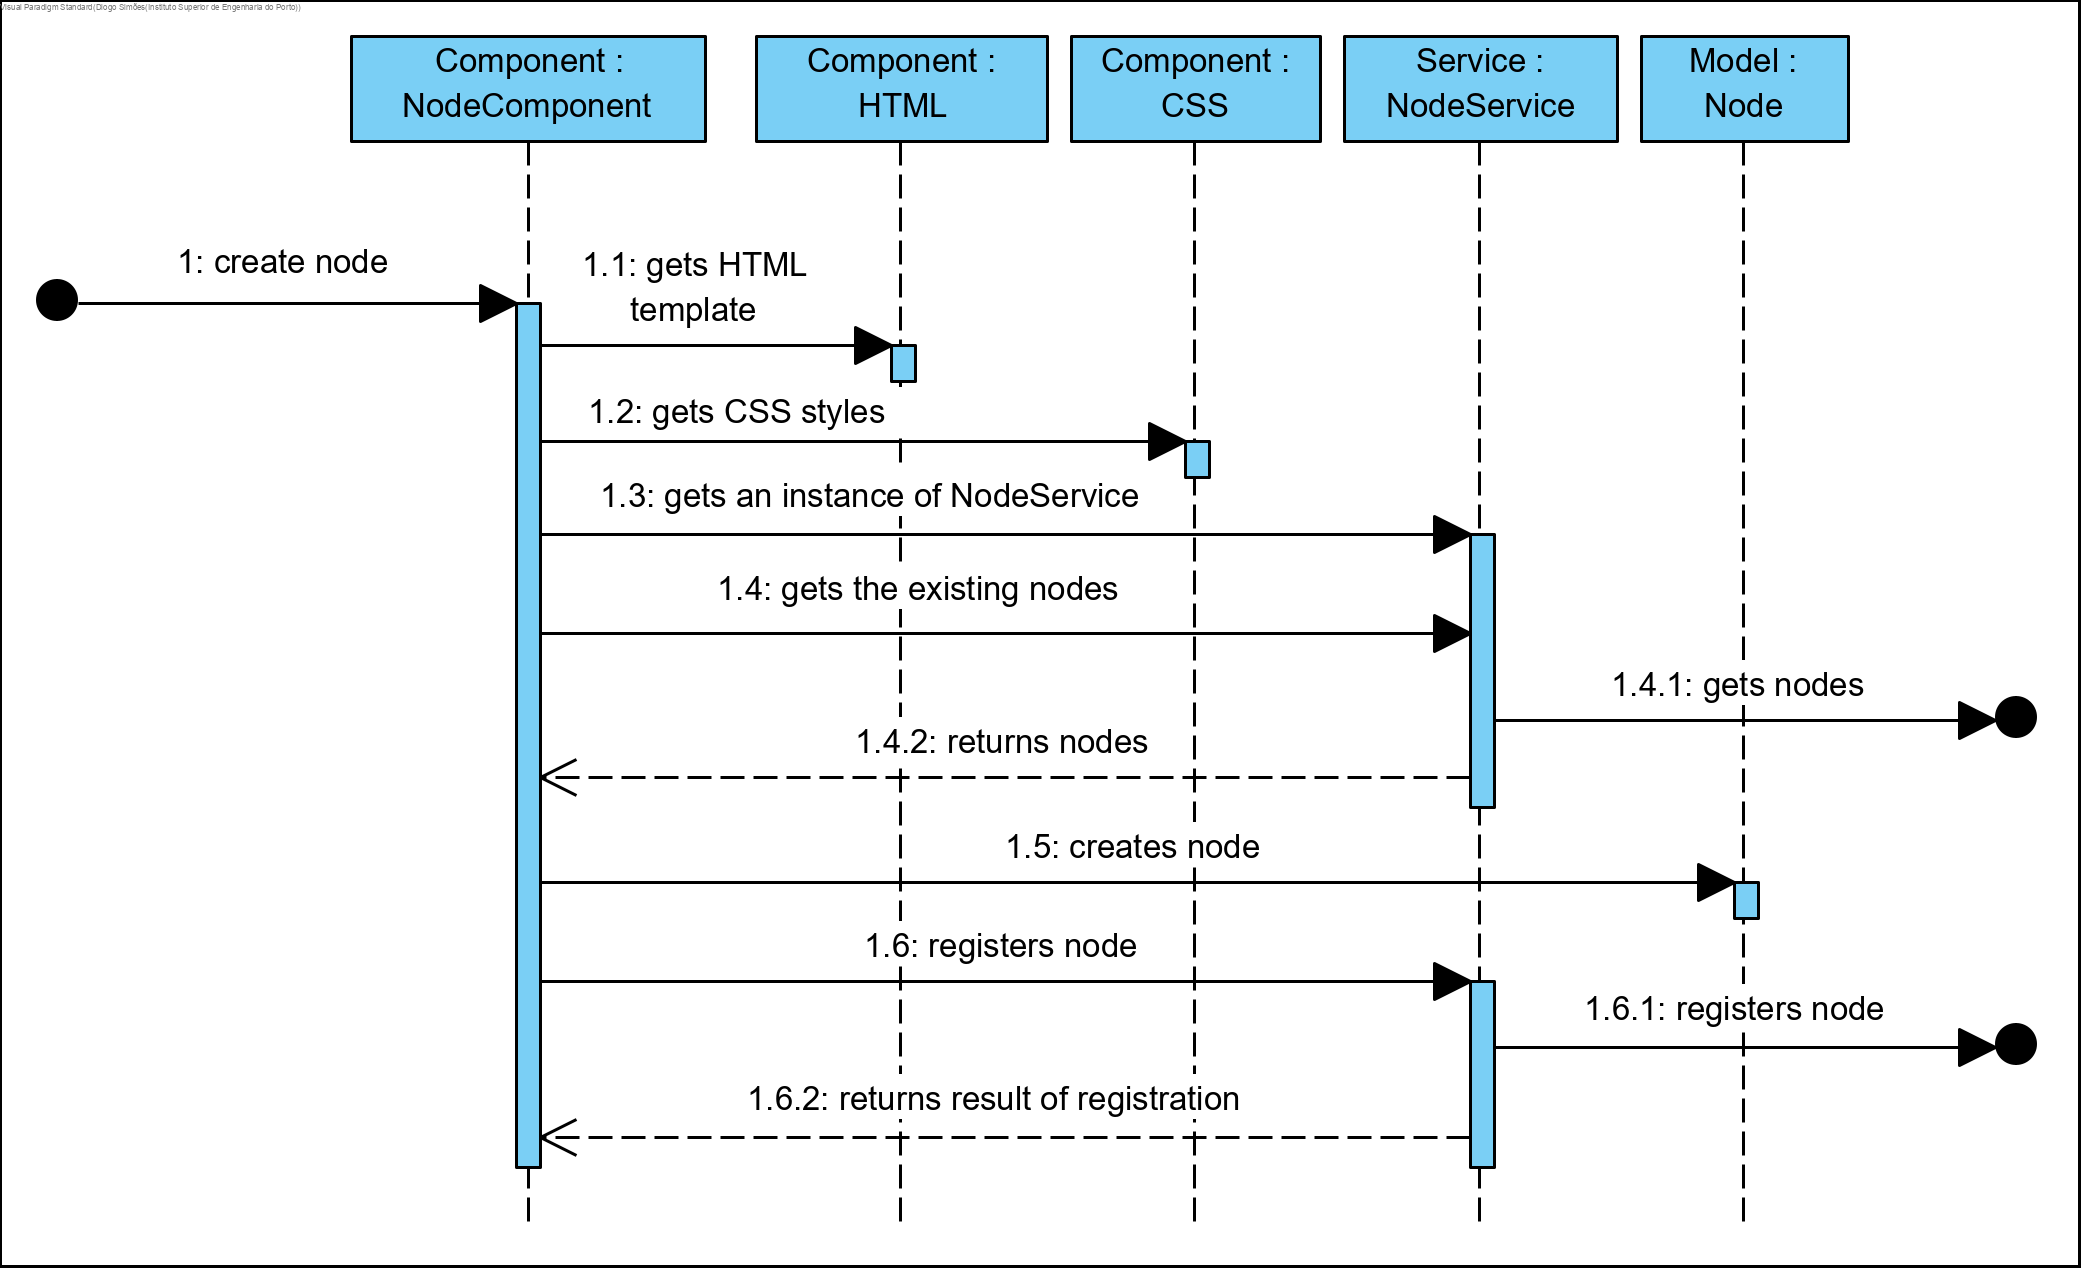 Visual Paradigm Standard(Diogo Simões(Instituto Superior de Engenharia do Porto))
Component :
NodeComponent
Component :
HTML
Component :
CSS
Service :
NodeService
Model :
Node
1: create node
1.1: gets HTML
template
1.2: gets CSS styles
1.3: gets an instance of NodeService
1.4: gets the existing nodes
1.4.1: gets nodes
1.4.2: returns nodes
1.5: creates node
1.6: registers node
1.6.1: registers node
1.6.2: returns result of registration